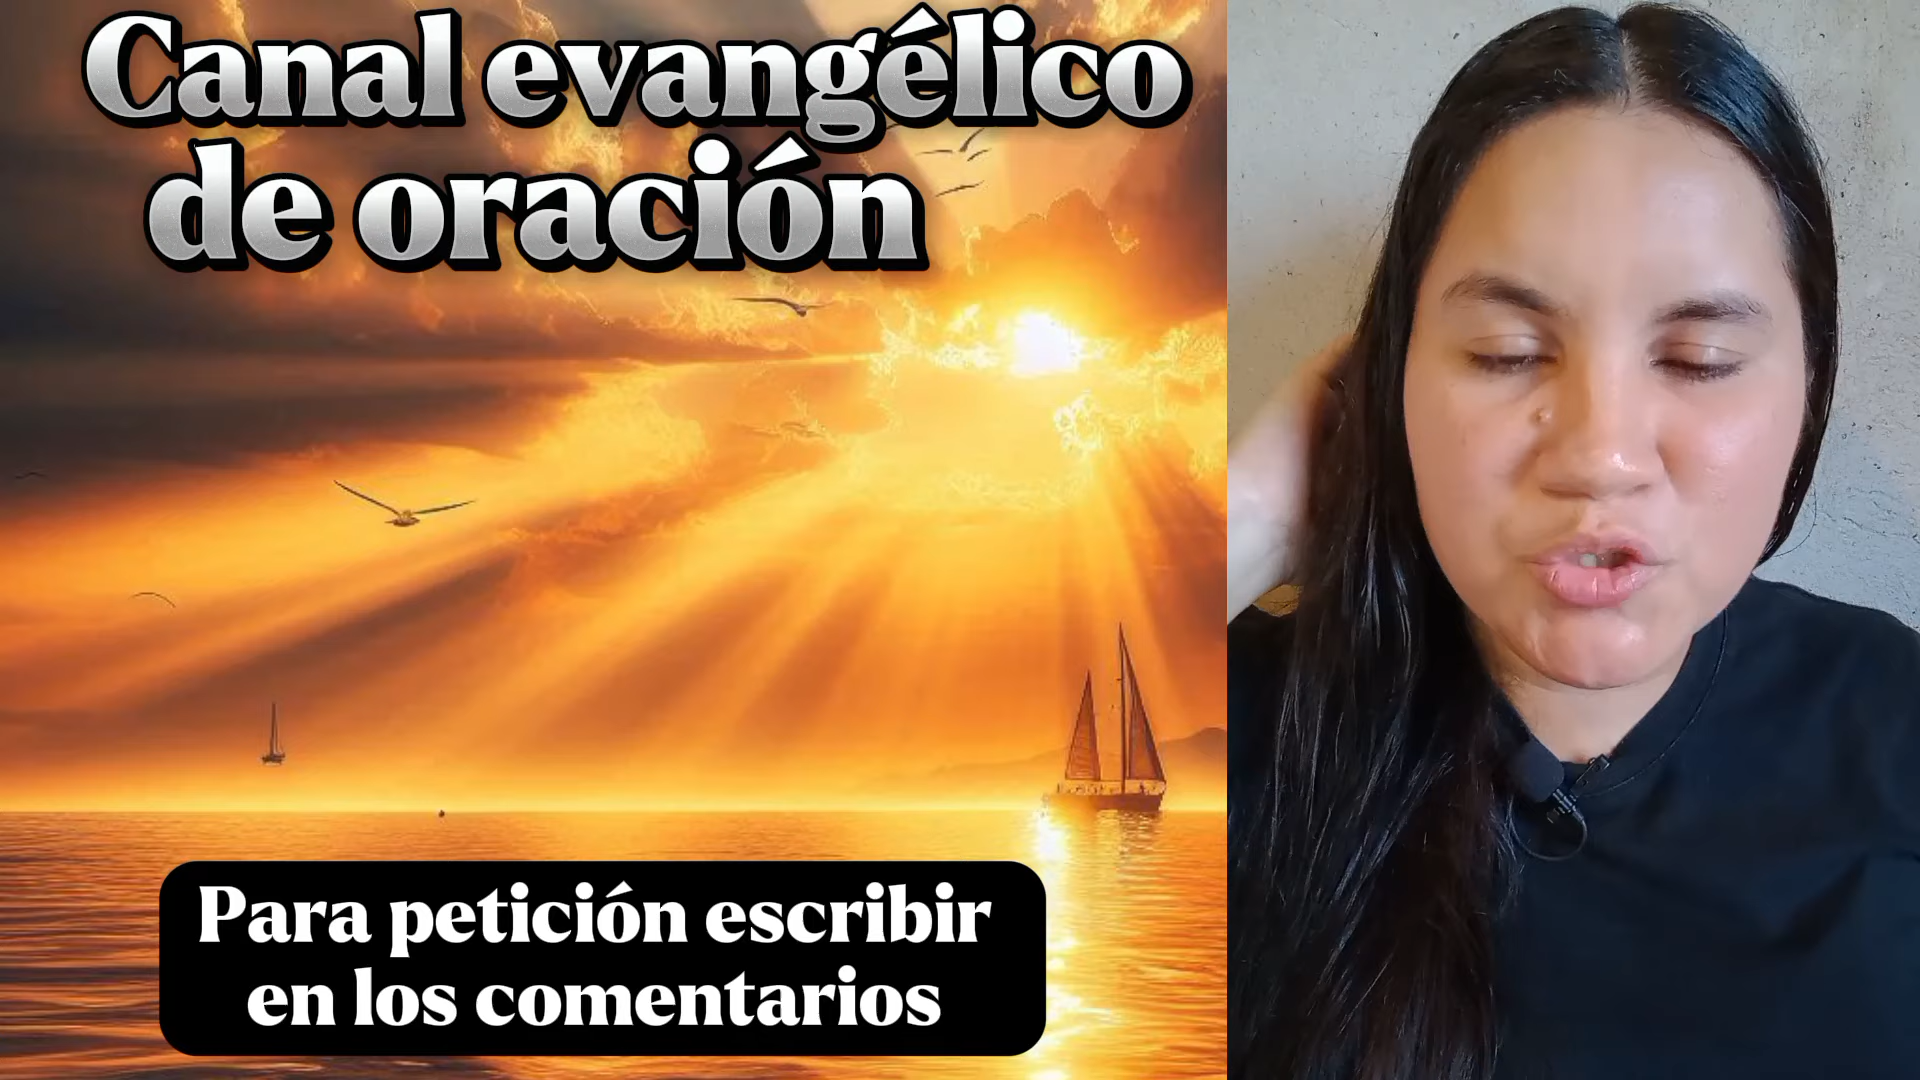 Canal evangélico
de oración
Para petición escribir
en los comentarios